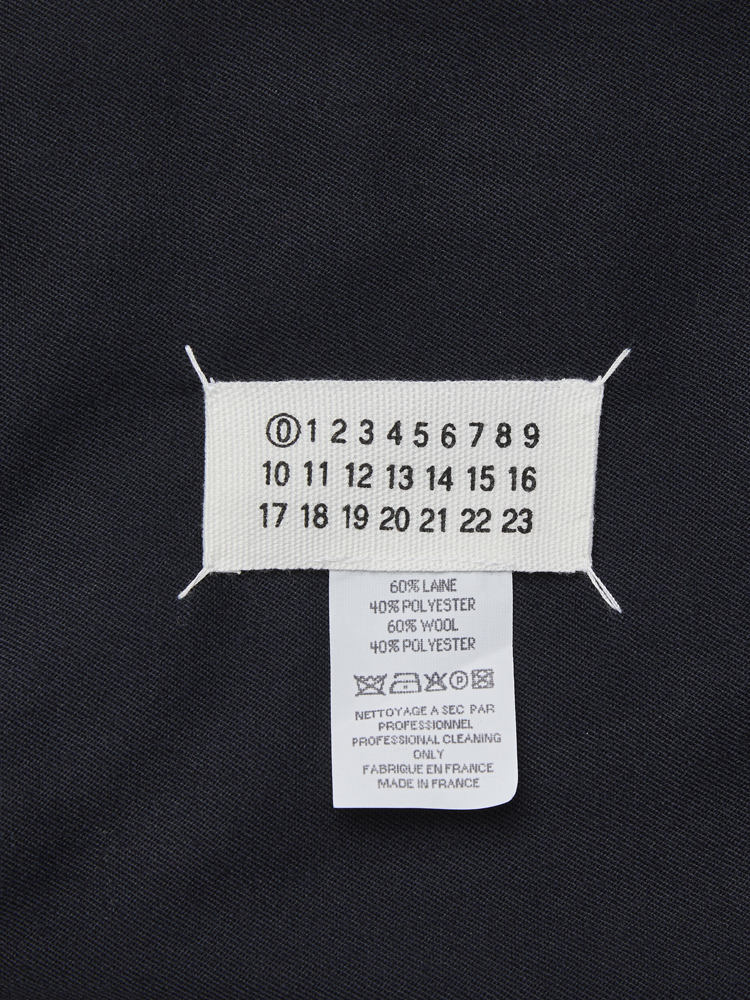 0 1 2 3 4 5 6 7 8 9
10 11 12 13 14 15 16
17 18 19 20 21 22 23
60% LAINE
40% POLYESTER
60% WOOL
40% POLYESTER
P
NETTOYAGE A SEC PAR
PROFESSIONNEL
PROFESSIONAL CLEANING
ONLY
FABRIQUE EN FRANCE
MADE IN FRANCE